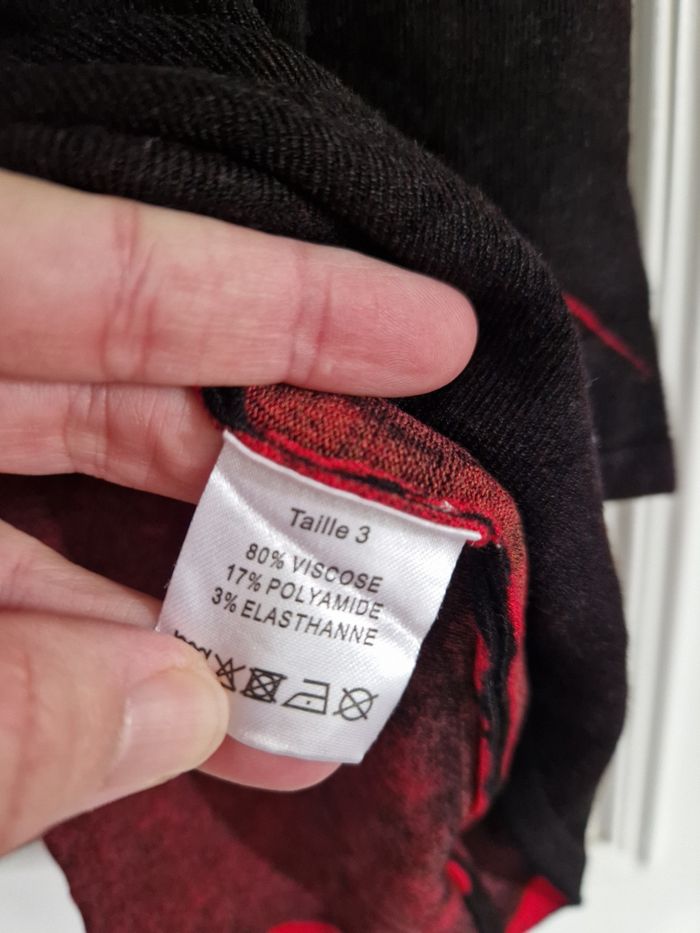 Taille 3
80% VISCOSE
17% POLYAMIDE
3% ELASTHANNE